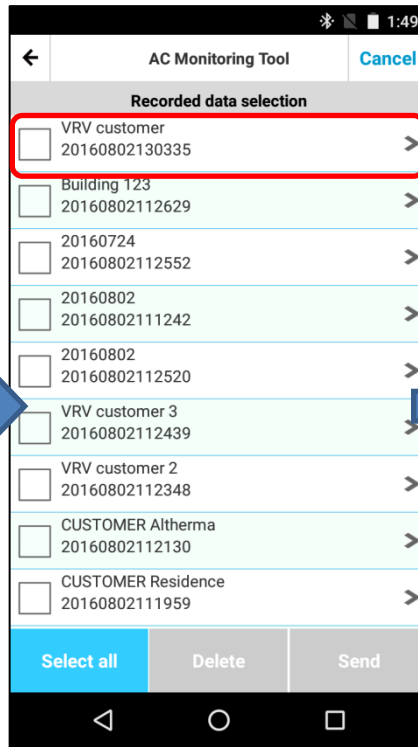 1:49
AC Monitoring Tool Cancel
Recorded data selection
VRV customer
20160802130335
Building 123
20160802112629
20160724
20160802112552
20160802
20160802111242
20160802
20160802112520
VRV customer 3
20160802112439
VRV customer 2
20160802112348
CUSTOMER Altherma
20160802112130
CUSTOMER Residence
20160802111959
Select all Delete Send